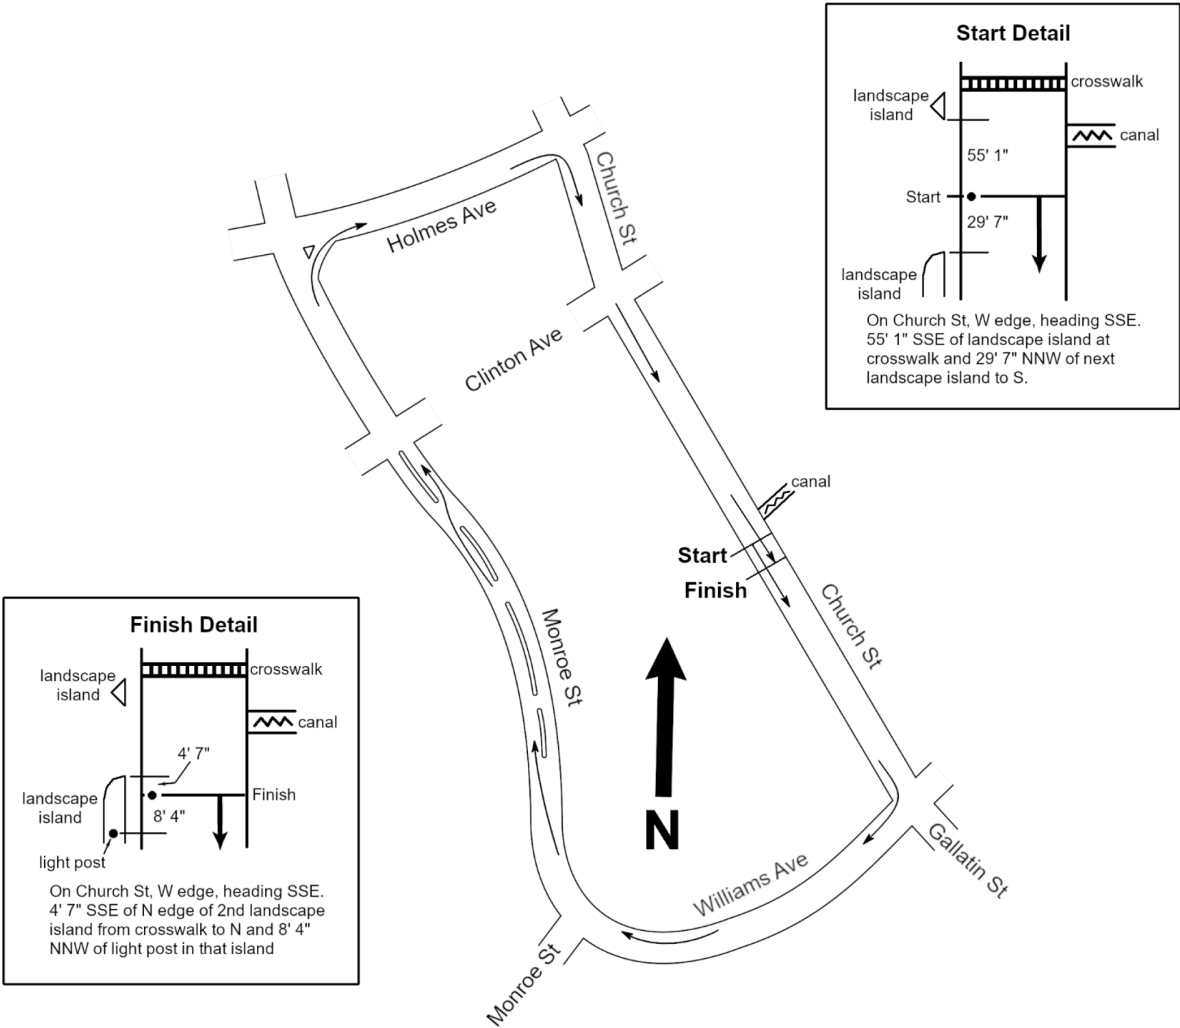 Start Detail
landscape
island
crosswalk
canal
55' 1"
Start
29' 7"
landscape
island
On Church St, W edge, heading SSE.
55' 1" SSE of landscape island at
crosswalk and 29' 7" NNW of next
landscape island to S.
Church St
Holmes Ave
Clinton Ave
canal
Start
Finish
Church St
Monroe St
N
Williams Ave
Gallatin St
Monroe St
Finish Detail
landscape
island
crosswalk
canal
4' 7"
landscape
island
Finish
8' 4"
light post
On Church St, W edge, heading SSE.
4' 7" SSE of N edge of 2nd landscape
island from crosswalk to N and 8' 4"
NNW of light post in that island